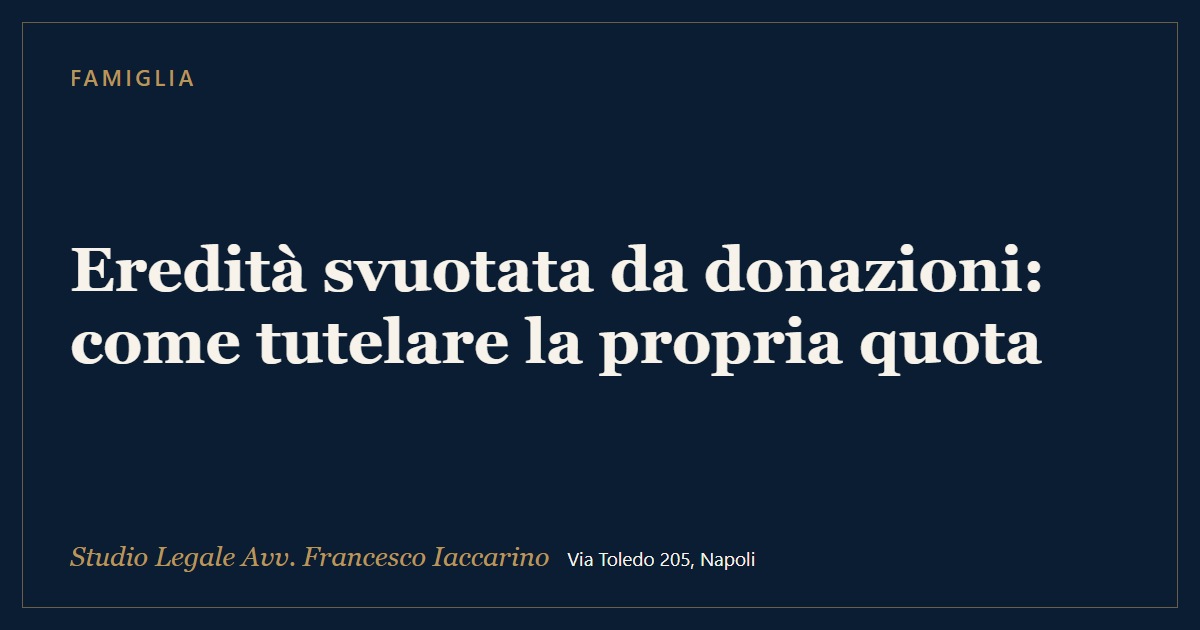 FAMIGLIA
Eredità svuotata da donazioni:
come tutelare la propria quota
Studio Legale Avv. Francesco Iaccarino Via Toledo 205, Napoli